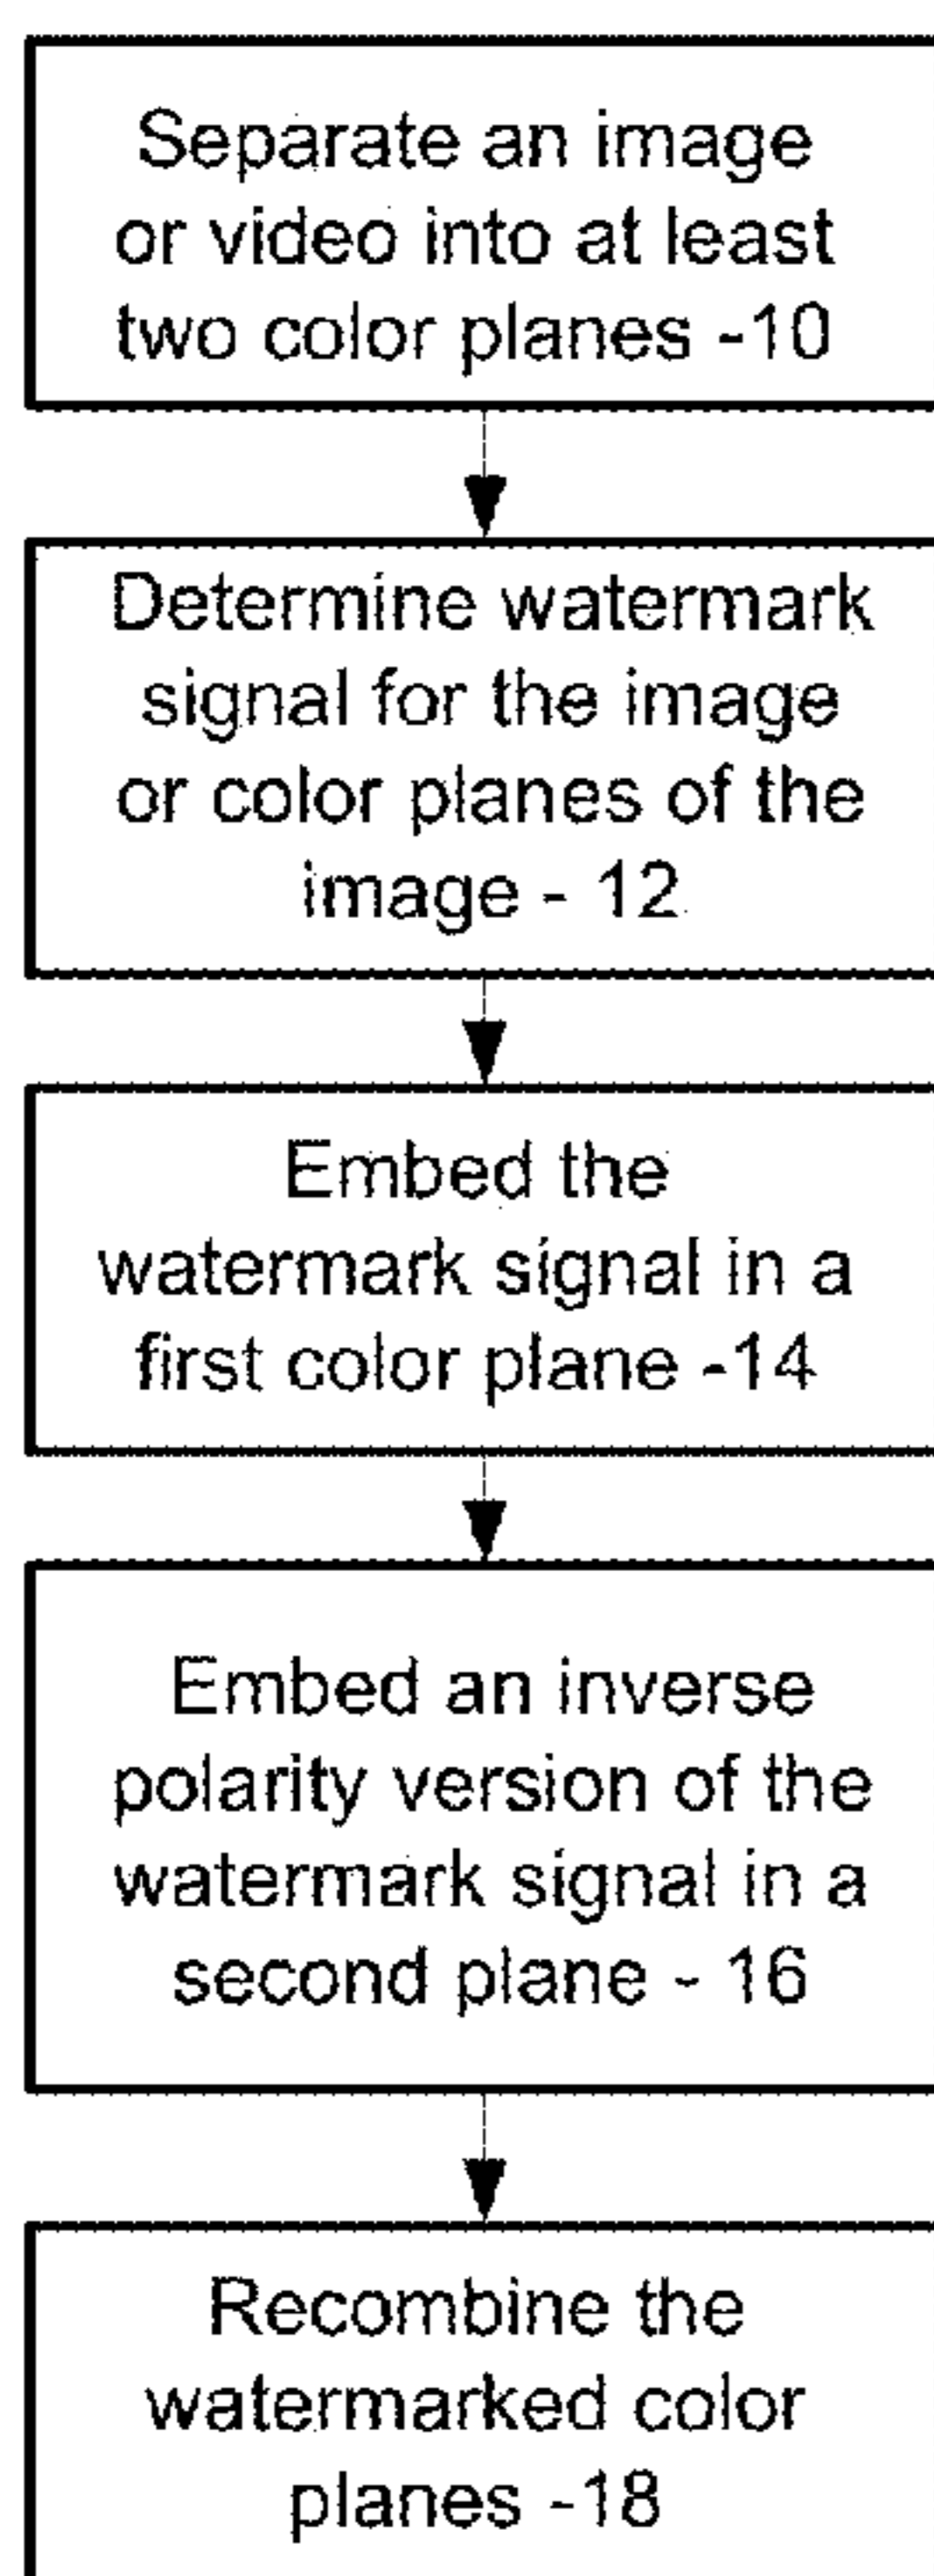 Separate an image
or video into at least
two color planes -10
Determine watermark
signal for the image
or color planes of the
image - 12
Embed the
watermark signal in a
first color plane -14
Embed an inverse
polarity version of the
watermark signal in a
second plane - 16
Recombine the
watermarked color
planes -18